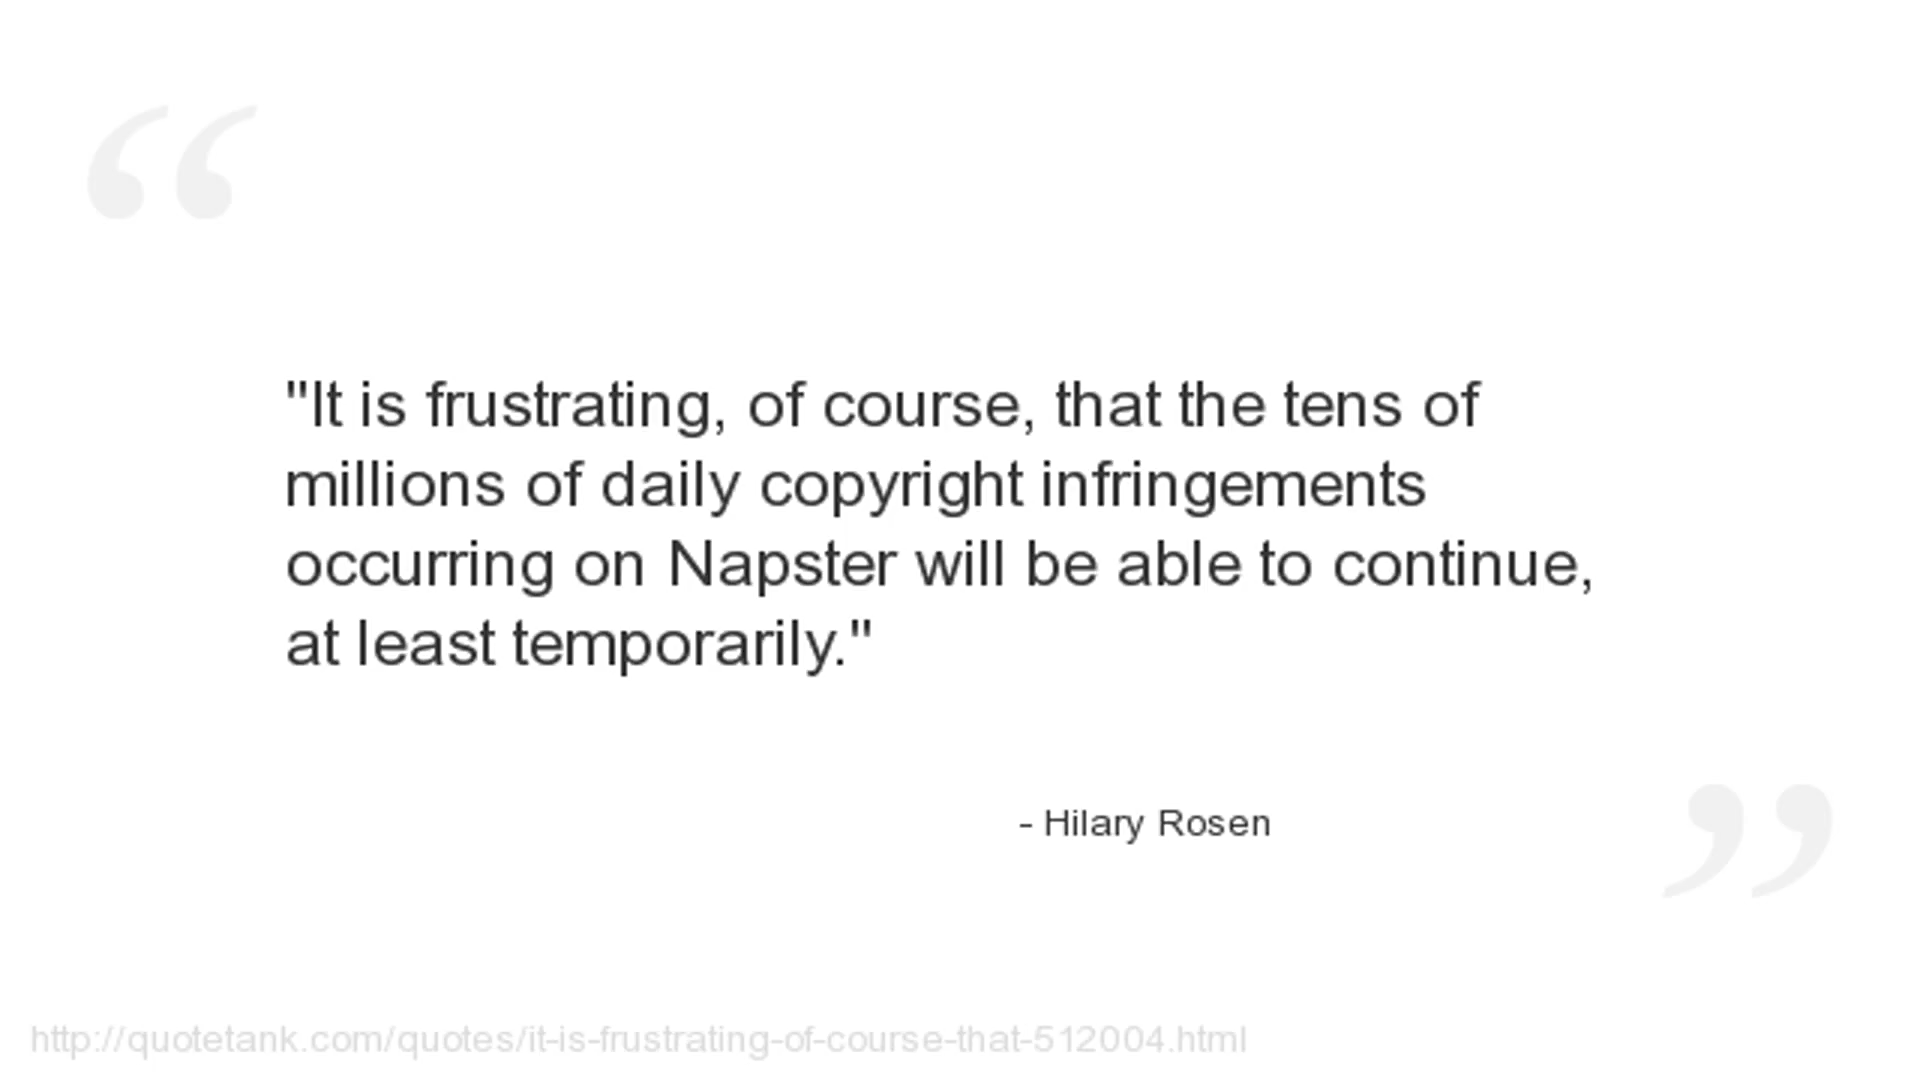 "It is frustrating, of course, that the tens of
millions of daily copyright infringements
occurring on Napster will be able to continue,
at least temporarily."
- Hilary Rosen
http://quotetank.com/quotes/it-is-frustrating-of-course-that-512004.html